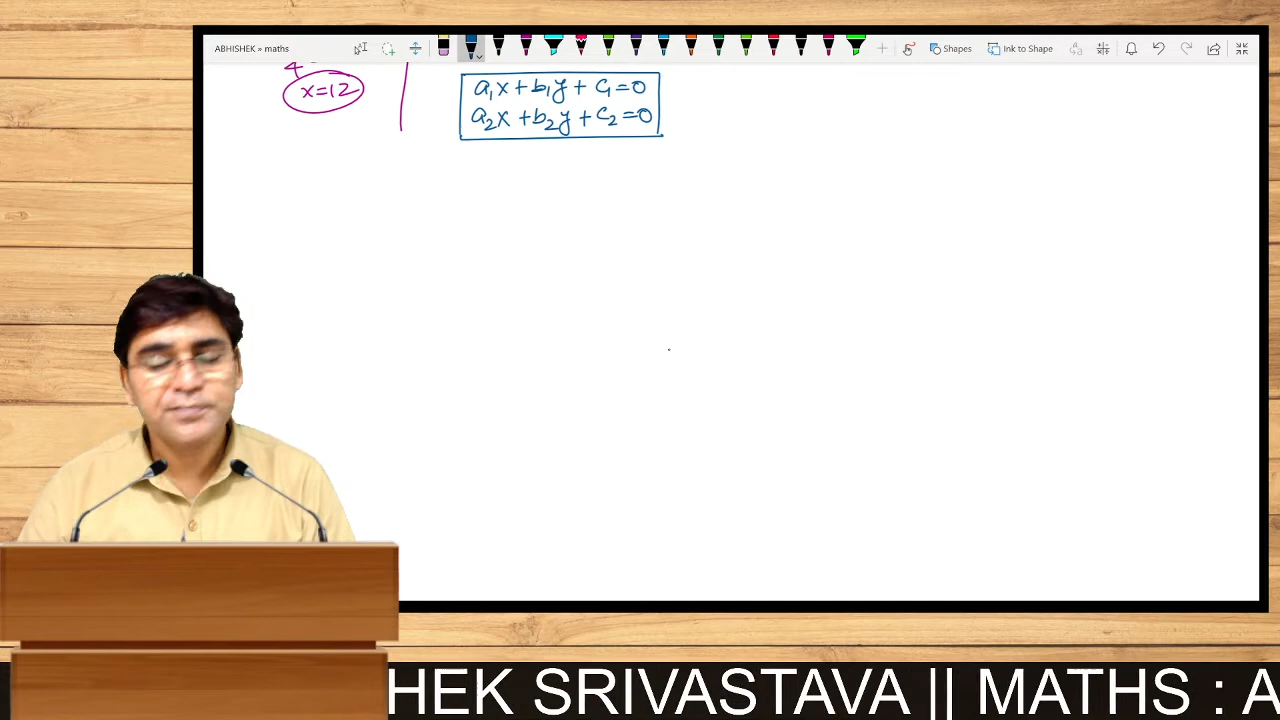 ABHISHEK » maths
Shapes
Ink to Shape
x=12
a₁x + b₁y + c₁=0
a₂x + b₂y + c₂=0
HEK SRIVASTAVA || MATHS : A